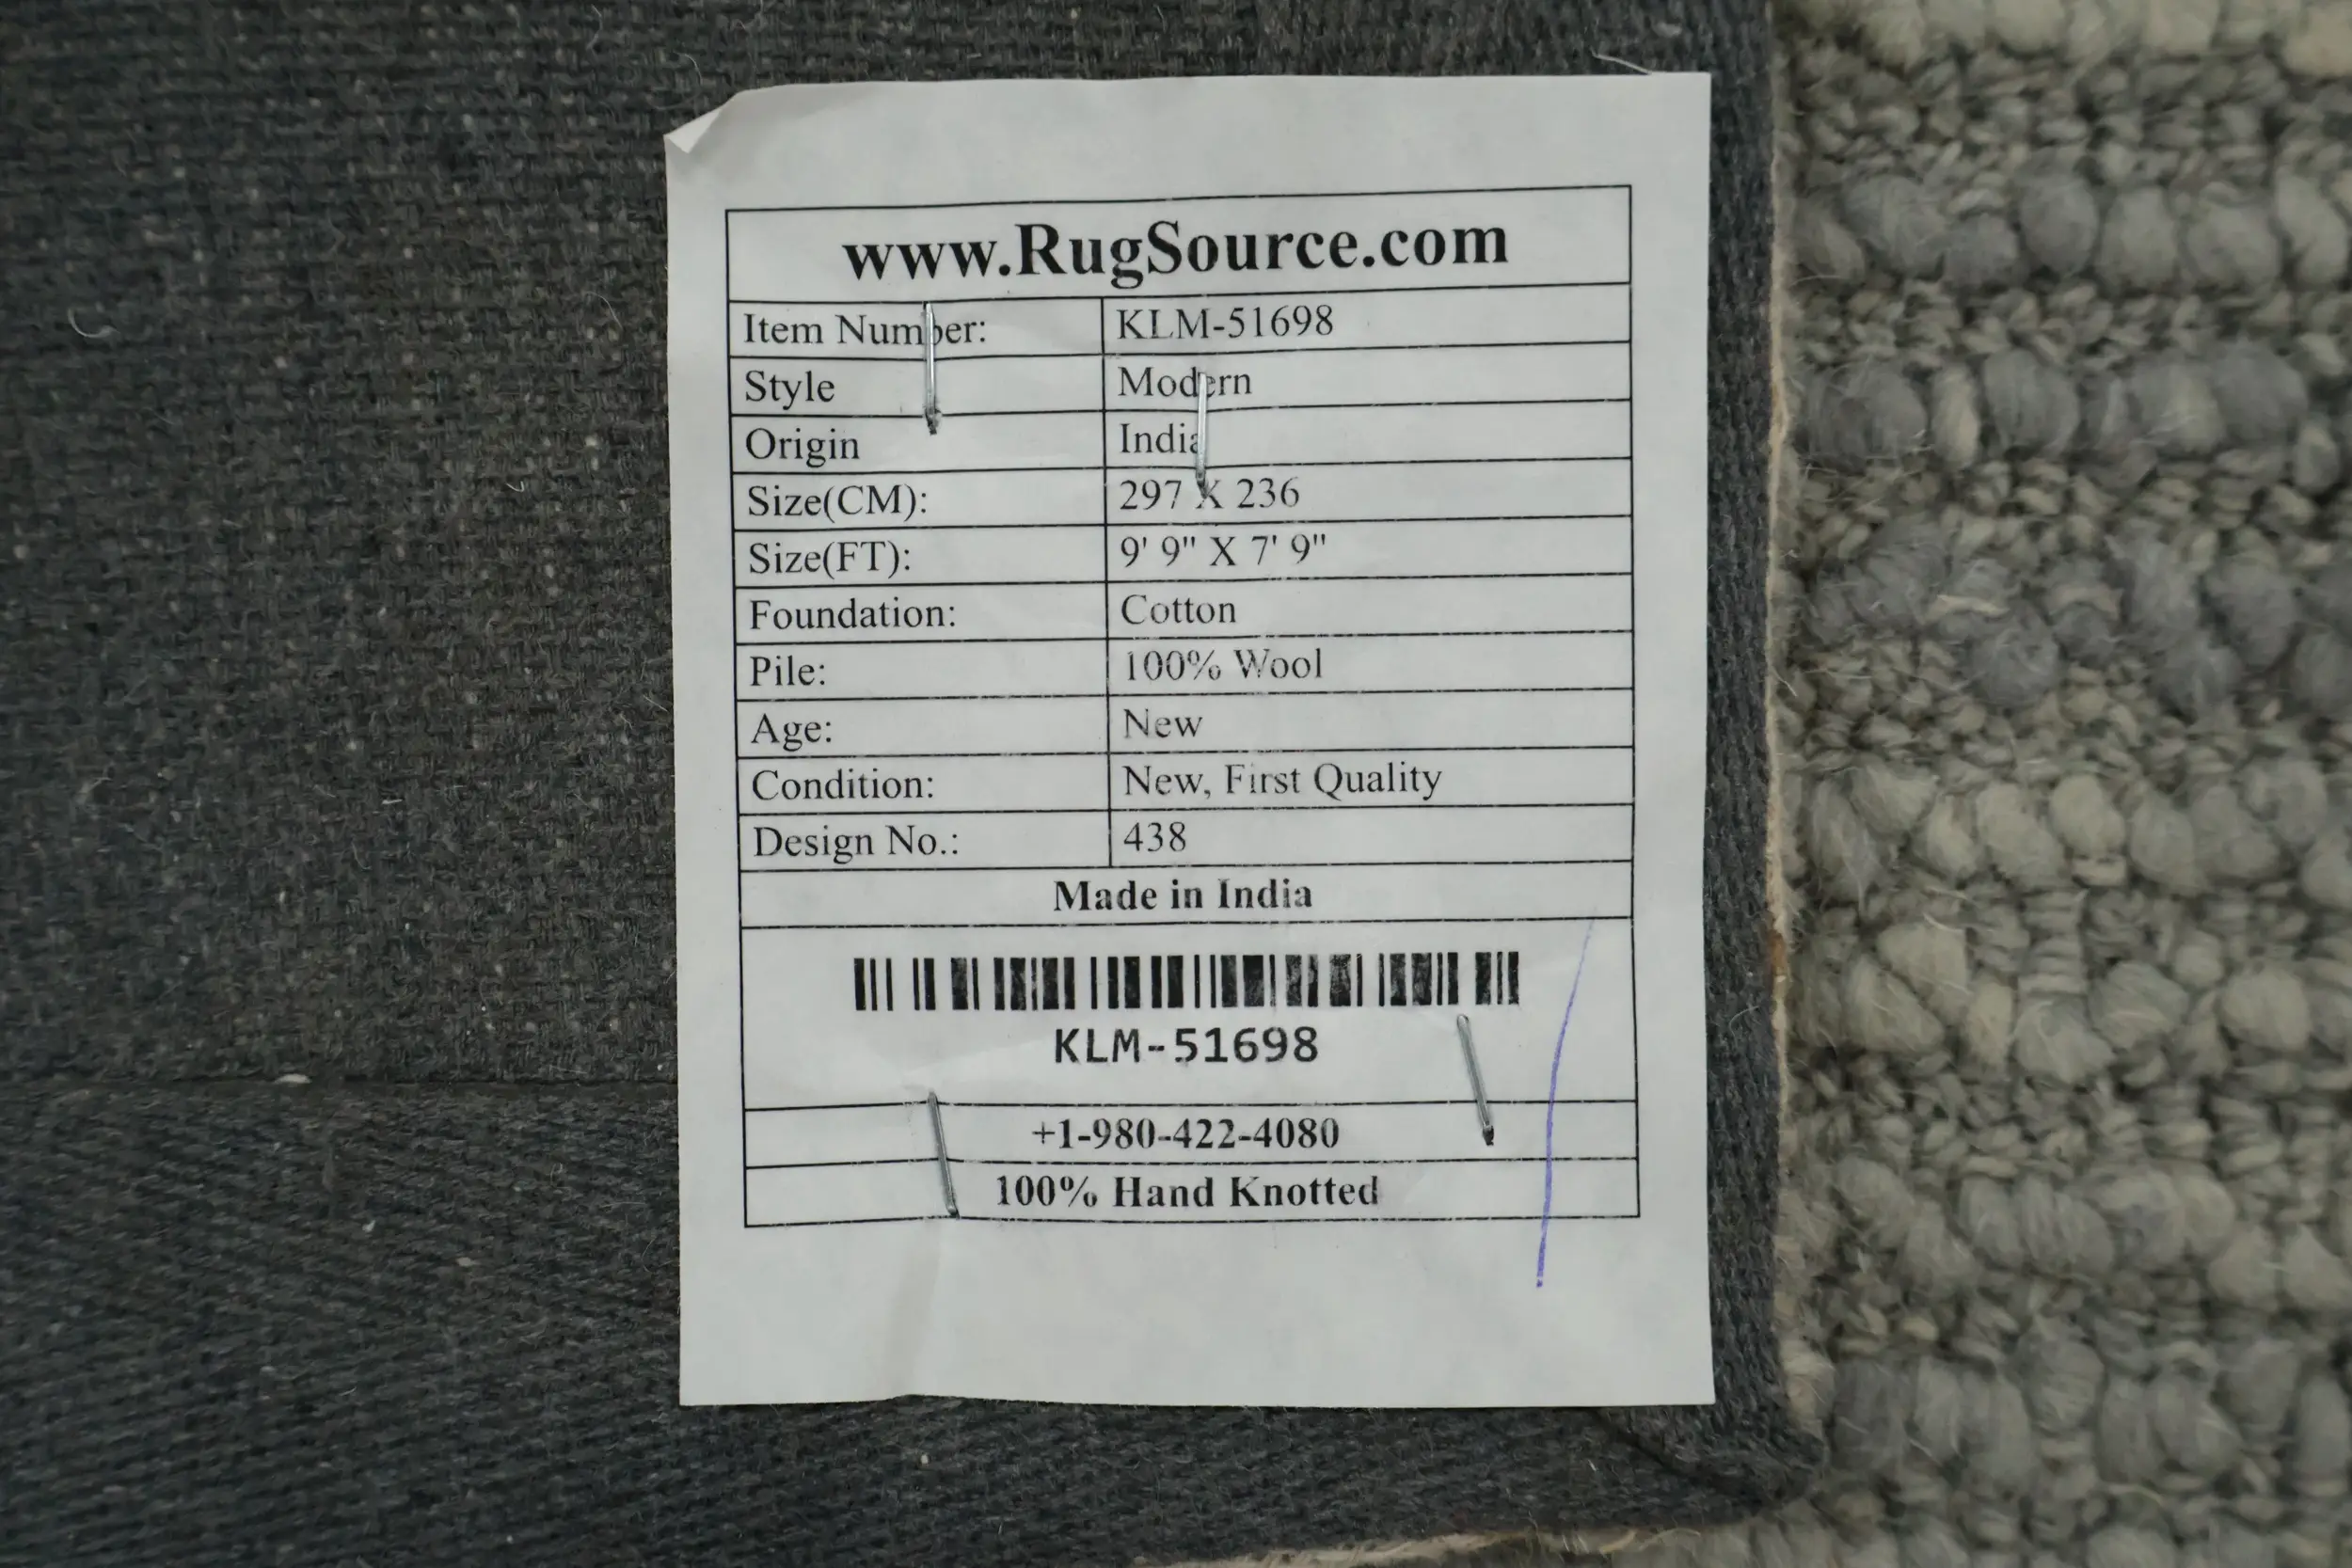 www.RugSource.com
Item Number: KLM-51698
Style Modern
Origin India
Size(CM): 297 X 236
Size(FT): 9' 9" X 7' 9"
Foundation: Cotton
Pile: 100% Wool
Age: New
Condition: New, First Quality
Design No.: 438
Made in India
KLM-51698
+1-980-422-4080
100% Hand Knotted